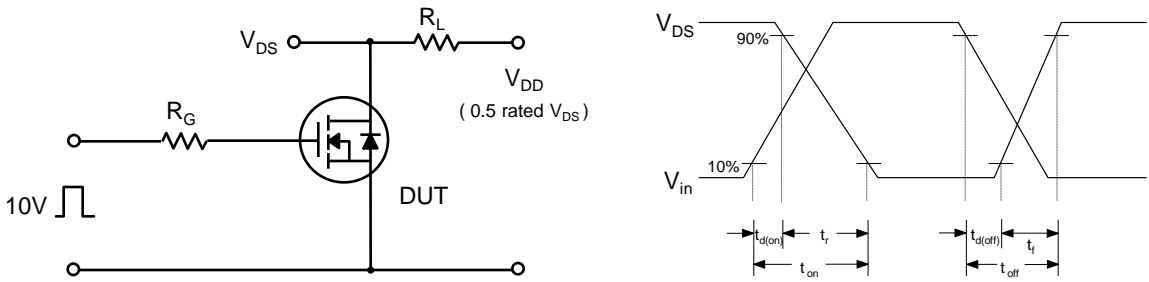 R_L
V_DS
V_DD
( 0.5 rated V_DS )
R_G
10V
DUT
V_DS
90%
10%
V_in
t_d(on)
t_r
t_on
t_d(off)
t_f
t_off